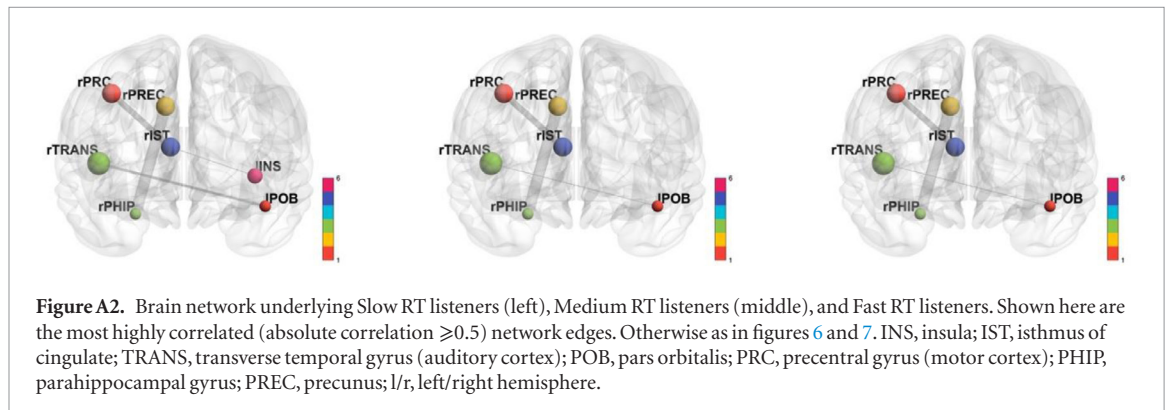 rPRC
rPREC
rIST
rTRANS
lINS
lPOB
rPHIP
6
1
rPRC
rPREC
rIST
rTRANS
lPOB
rPHIP
6
1
rPRC
rPREC
rIST
rTRANS
lPOB
rPHIP
6
1
Figure A2. Brain network underlying Slow RT listeners (left), Medium RT listeners (middle), and Fast RT listeners. Shown here are
the most highly correlated (absolute correlation ⩾0.5) network edges. Otherwise as in figures 6 and 7. INS, insula; IST, isthmus of
cingulate; TRANS, transverse temporal gyrus (auditory cortex); POB, pars orbitalis; PRC, precentral gyrus (motor cortex); PHIP,
parahippocampal gyrus; PREC, precunus; l/r, left/right hemisphere.